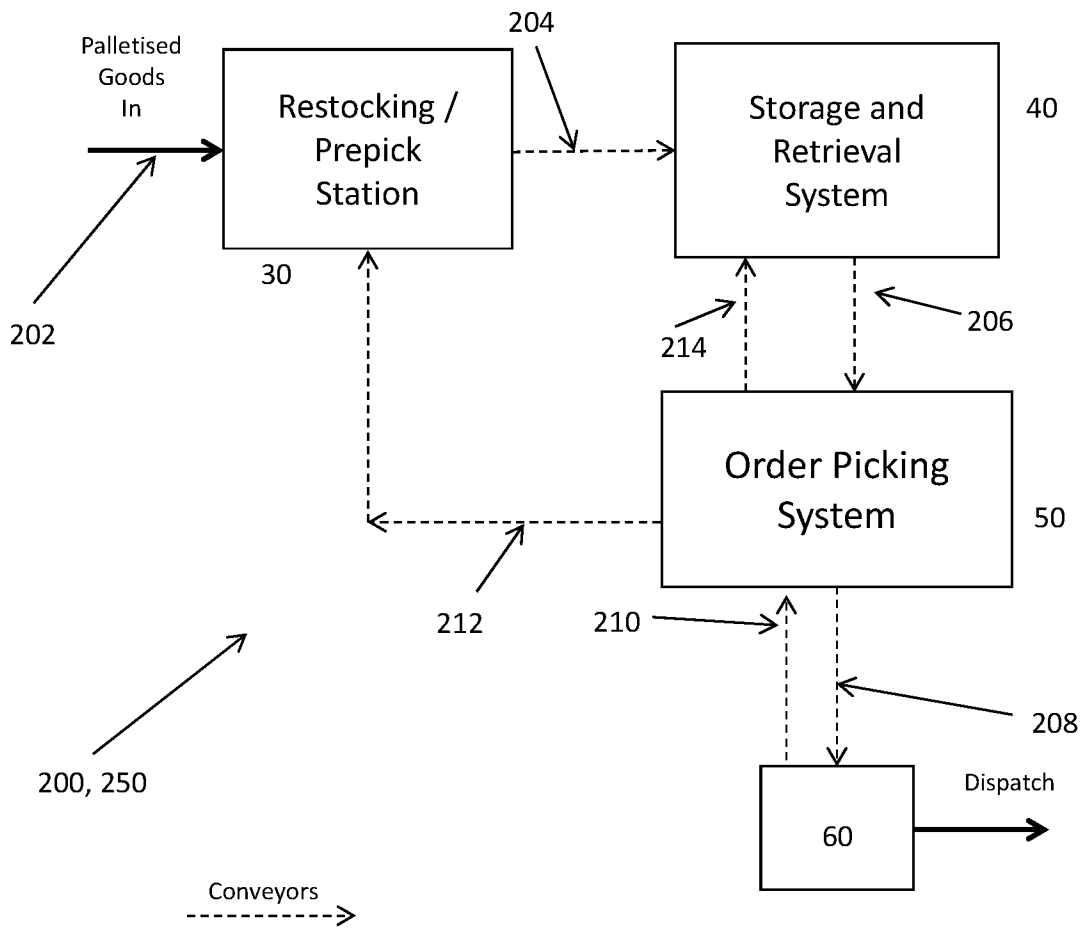 204
Palletised
Goods
In
Restocking /
Prepick
Station
Storage and
Retrieval
System
40
30
202
214
206
Order Picking
System
50
212
210
208
200, 250
60
Dispatch
Conveyors